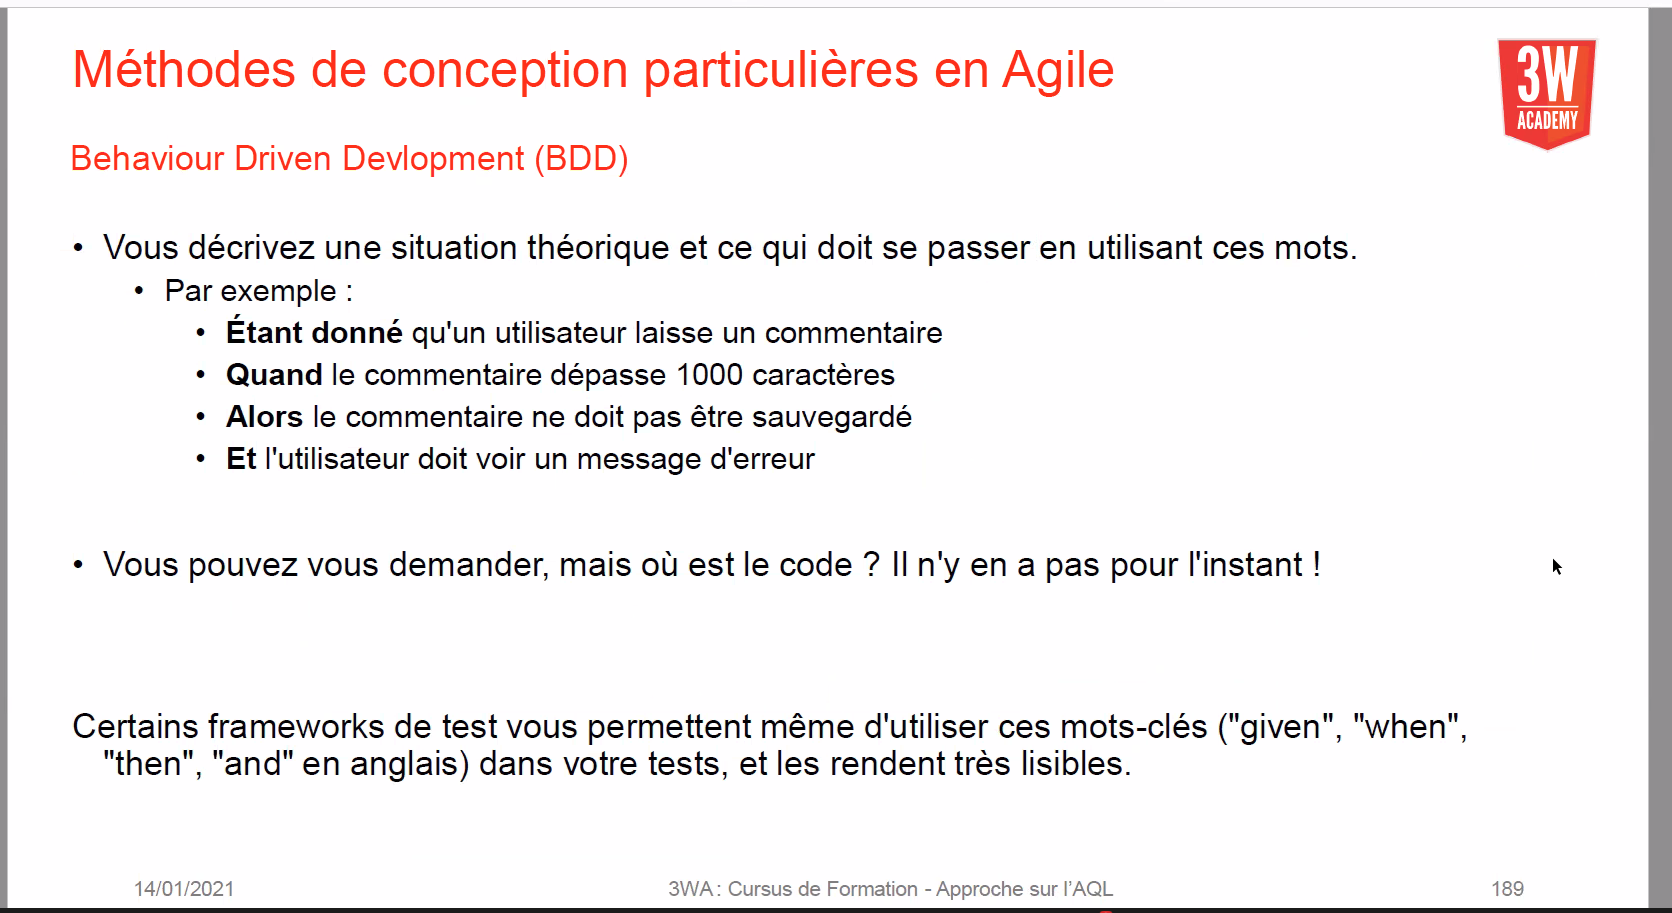 Méthodes de conception particulières en Agile
3W
ACADEMY
Behaviour Driven Devlopment (BDD)
• Vous décrivez une situation théorique et ce qui doit se passer en utilisant ces mots.
• Par exemple :
• Étant donné qu'un utilisateur laisse un commentaire
• Quand le commentaire dépasse 1000 caractères
• Alors le commentaire ne doit pas être sauvegardé
• Et l'utilisateur doit voir un message d'erreur
• Vous pouvez vous demander, mais où est le code ? Il n'y en a pas pour l'instant !
Certains frameworks de test vous permettent même d'utiliser ces mots-clés ("given", "when",
"then", "and" en anglais) dans votre tests, et les rendent très lisibles.
14/01/2021
3WA : Cursus de Formation - Approche sur l’AQL
189